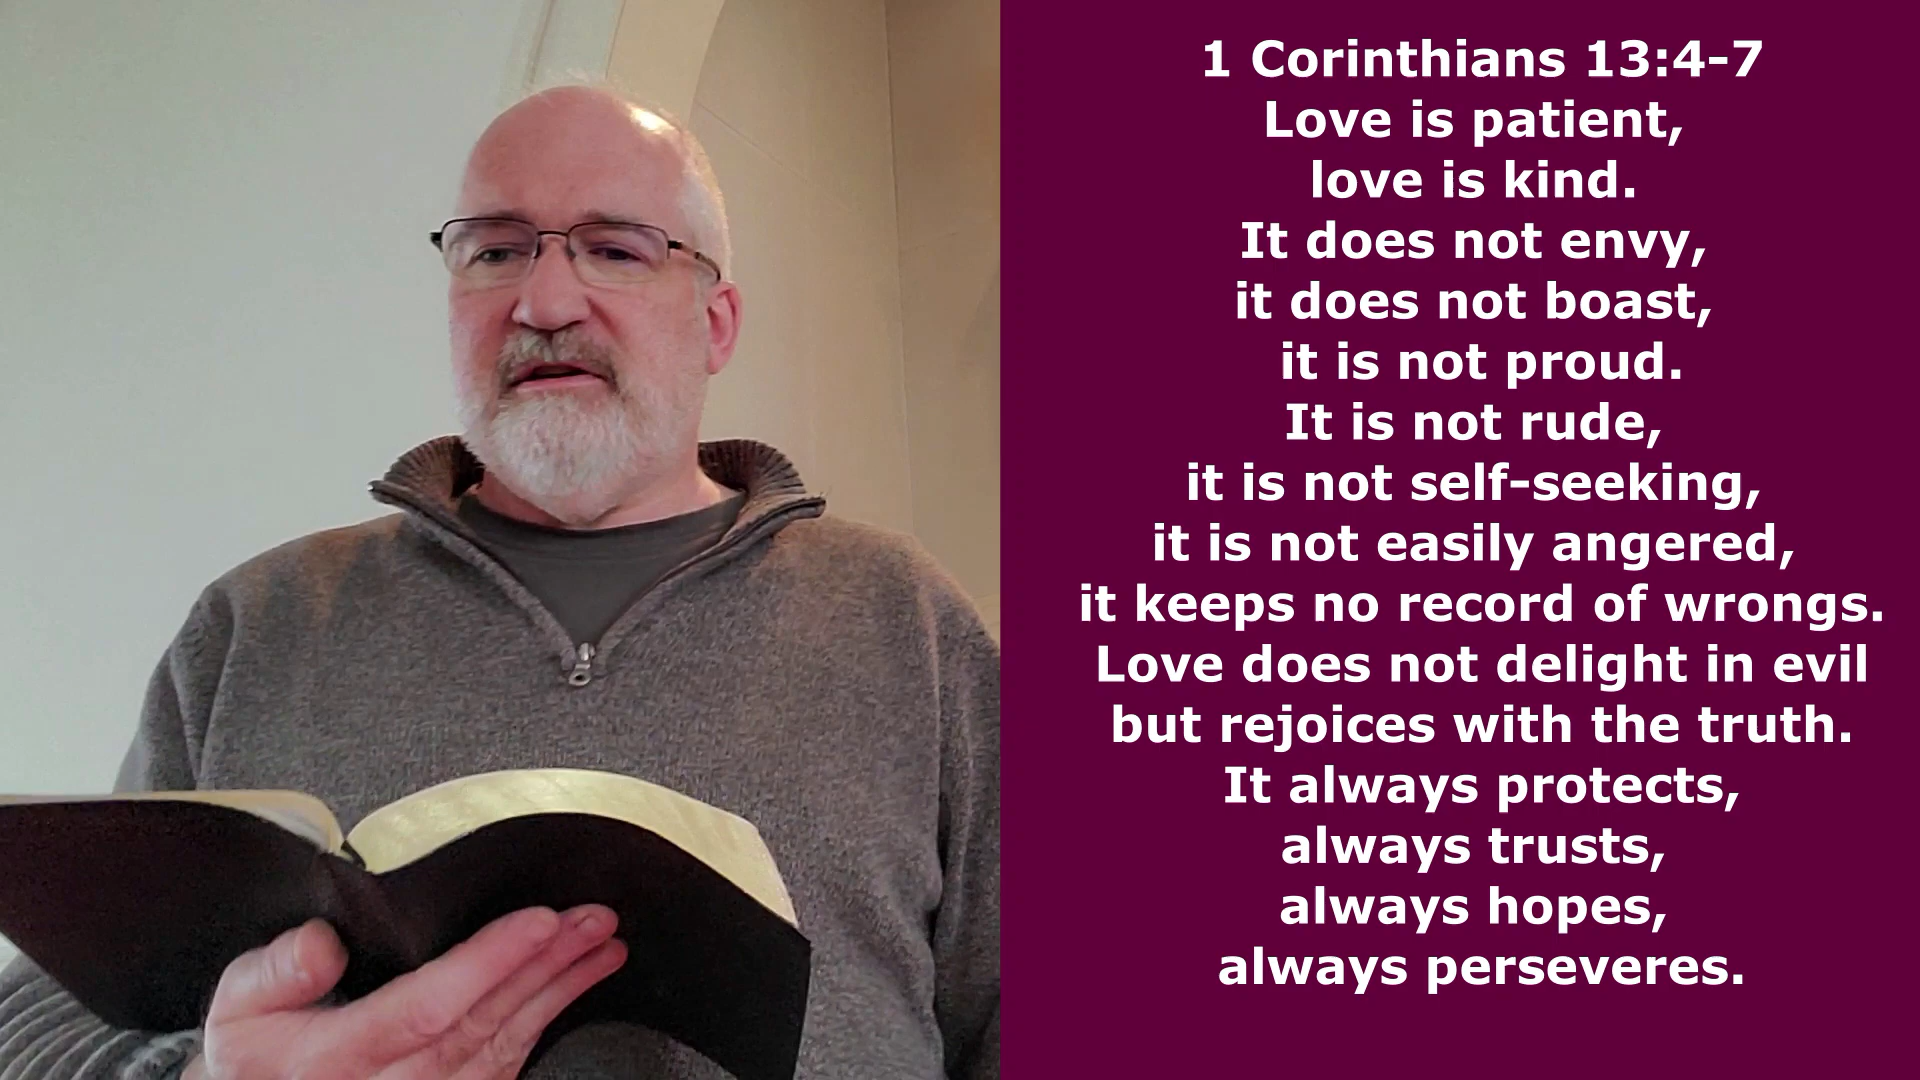 1 Corinthians 13:4-7
Love is patient,
love is kind.
It does not envy,
it does not boast,
it is not proud.
It is not rude,
it is not self-seeking,
it is not easily angered,
it keeps no record of wrongs.
Love does not delight in evil
but rejoices with the truth.
It always protects,
always trusts,
always hopes,
always perseveres.